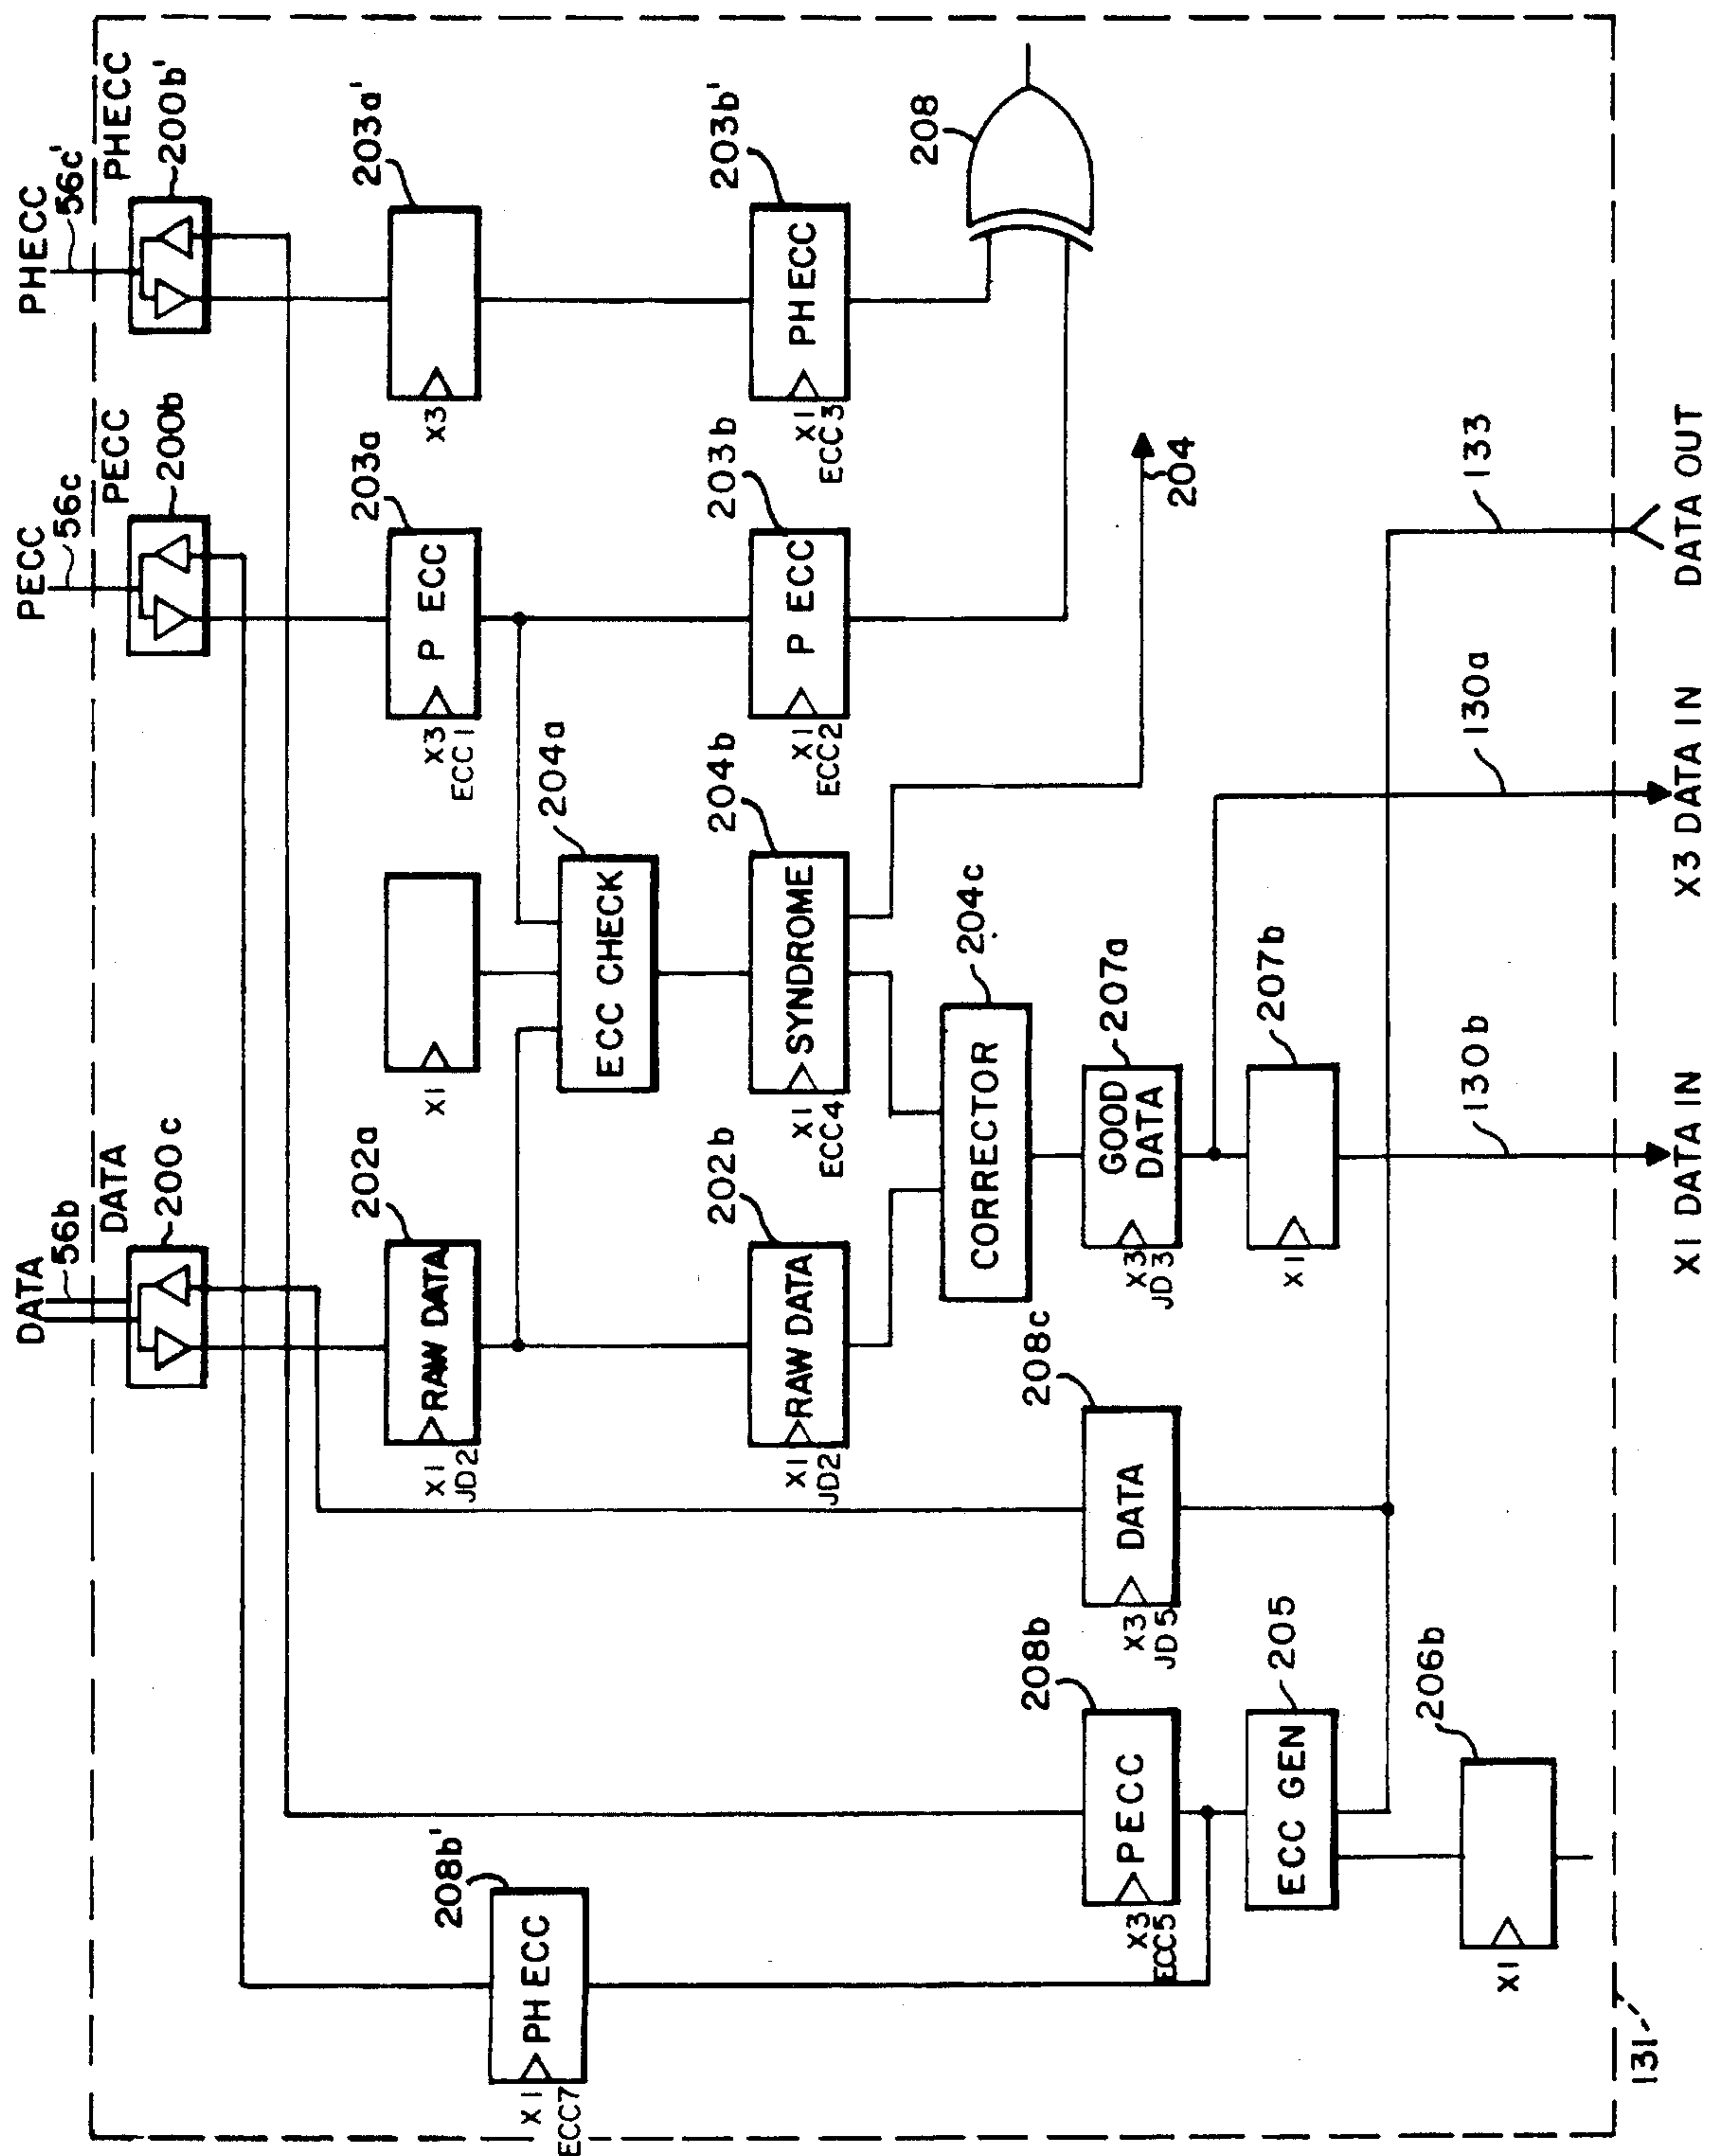 DATA
56b
DATA
200c
PECC
56c
PECC
200b
PHECC
56c'
PHECC
200b'
202a
RAW DATA
X1
JD2
X1
203a
P ECC
X3
ECC1
203a'
X3
204a
ECC CHECK
208b'
PH ECC
X1
ECC7
202b
RAW DATA
X1
JD2
204b
SYNDROME
X1
ECC4
203b
P ECC
X1
ECC2
203b'
PH ECC
X1
ECC3
204c
CORRECTOR
208
208b
PECC
X3
ECC5
208c
DATA
X3
JD5
207a
GOOD
DATA
X3
JD3
204
205
ECC GEN
207b
X1
206b
X1
130b
130a
133
131
X1 DATA IN
X3 DATA IN
DATA OUT